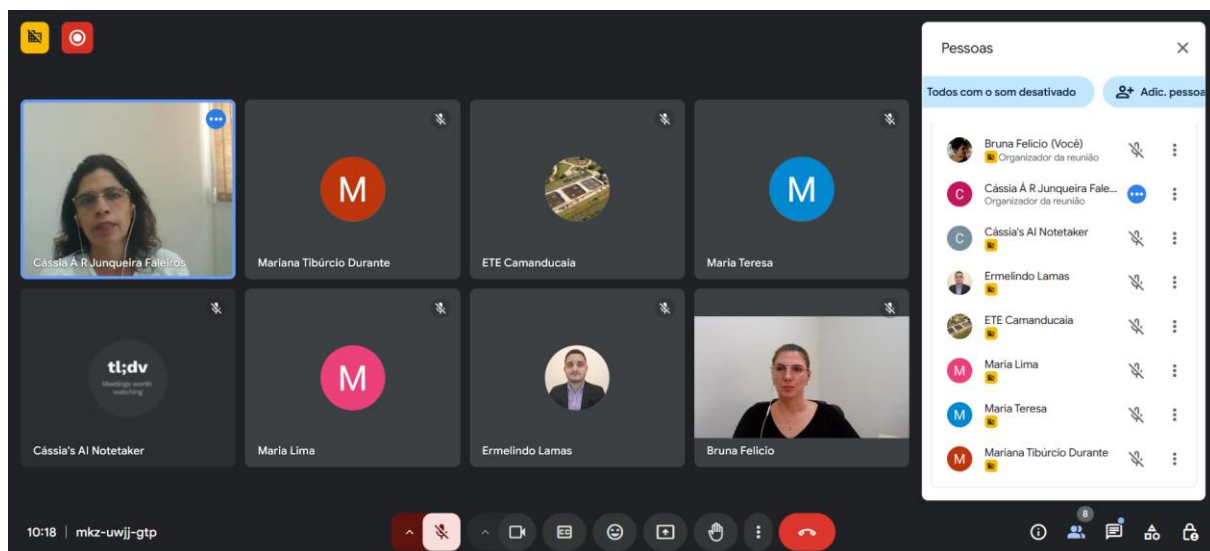 Pessoas
Todos com o som desativado
Adic. pessoa
M
M
Cássia Á R Junqueira Faleiros
Mariana Tibúrcio Durante
ETE Camanducaia
Maria Teresa
tl;dv
Meetings worth
watching
M
Cássia's AI Notetaker
Maria Lima
Ermelindo Lamas
Bruna Felicio
Bruna Felicio (Você)
Organizador da reunião
C
Cássia Á R Junqueira Fale...
Organizador da reunião
C
Cássia's AI Notetaker
Ermelindo Lamas
ETE Camanducaia
M
Maria Lima
M
Maria Teresa
M
Mariana Tibúrcio Durante
10:18 | mkz-uwjj-gtp
CC
8